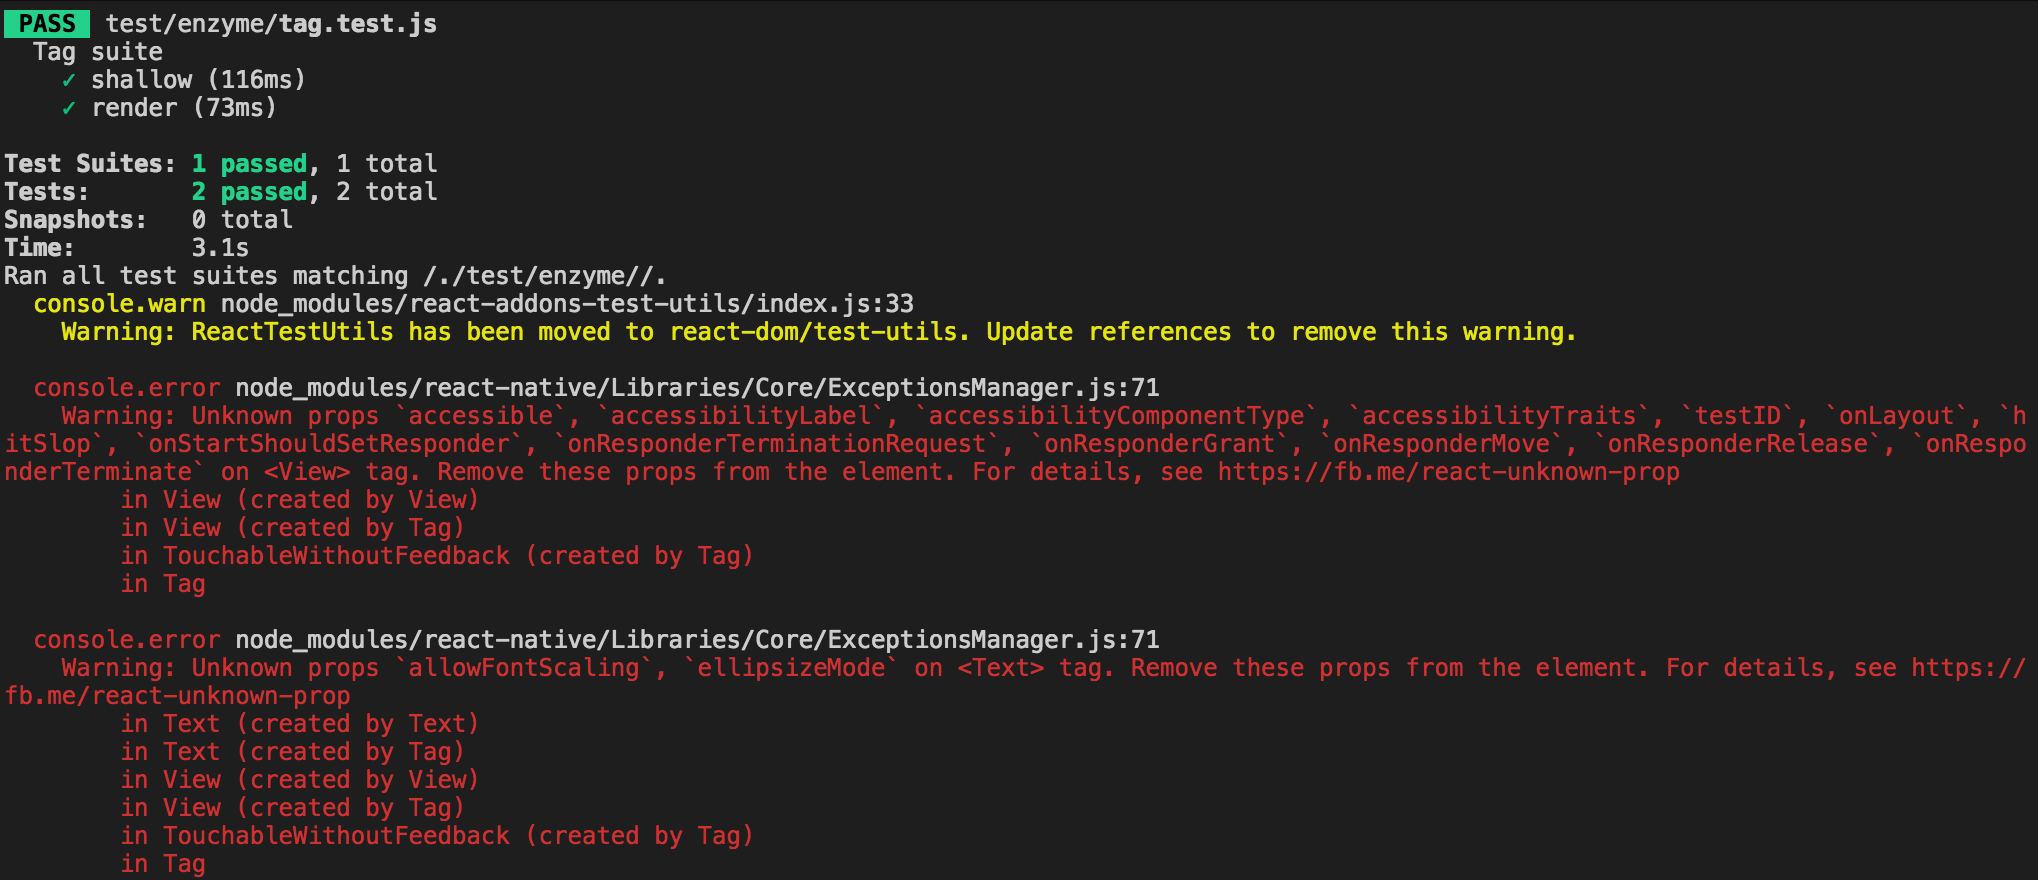 PASS test/enzyme/tag.test.js
Tag suite
✓ shallow (116ms)
✓ render (73ms)
Test Suites: 1 passed, 1 total
Tests: 2 passed, 2 total
Snapshots: 0 total
Time: 3.1s
Ran all test suites matching /./test/enzyme//.
console.warn node_modules/react-addons-test-utils/index.js:33
Warning: ReactTestUtils has been moved to react-dom/test-utils. Update references to remove this warning.
console.error node_modules/react-native/Libraries/Core/ExceptionsManager.js:71
Warning: Unknown props `accessible`, `accessibilityLabel`, `accessibilityComponentType`, `accessibilityTraits`, `testID`, `onLayout`, `h
itSlop`, `onStartShouldSetResponder`, `onResponderTerminationRequest`, `onResponderGrant`, `onResponderMove`, `onResponderRelease`, `onRespo
nderTerminate` on <View> tag. Remove these props from the element. For details, see https://fb.me/react-unknown-prop
in View (created by View)
in View (created by Tag)
in TouchableWithoutFeedback (created by Tag)
in Tag
console.error node_modules/react-native/Libraries/Core/ExceptionsManager.js:71
Warning: Unknown props `allowFontScaling`, `ellipsizeMode` on <Text> tag. Remove these props from the element. For details, see https://
fb.me/react-unknown-prop
in Text (created by Text)
in Text (created by Tag)
in View (created by View)
in View (created by Tag)
in TouchableWithoutFeedback (created by Tag)
in Tag